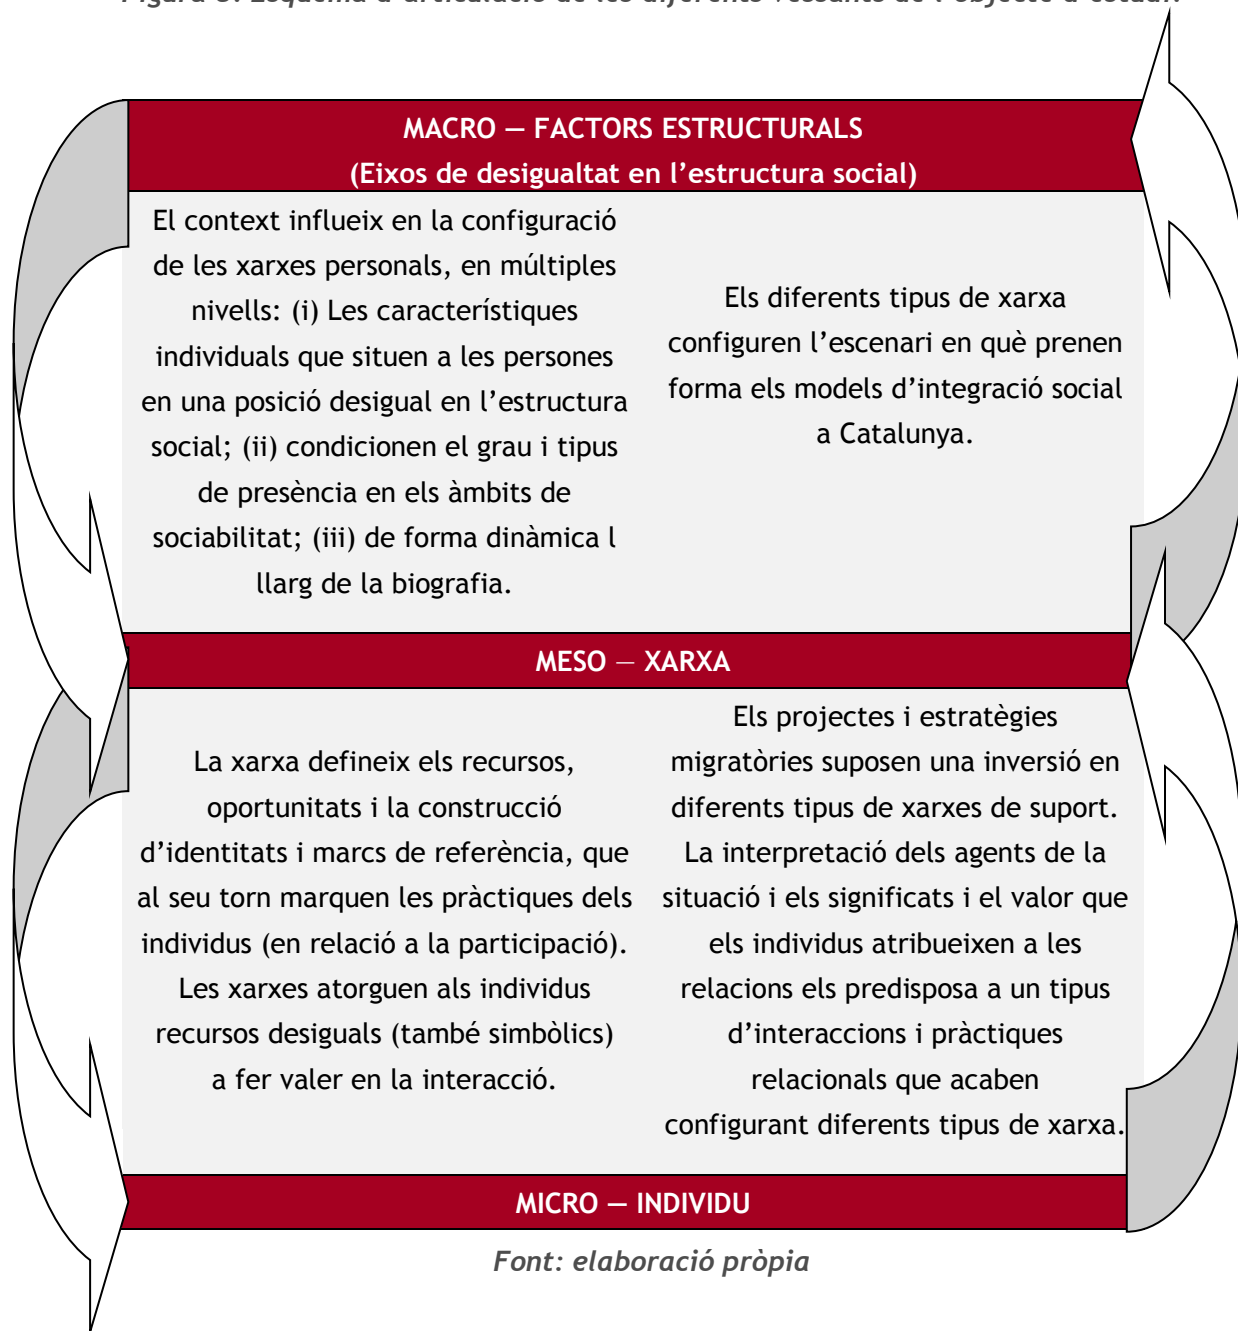 MACRO — FACTORS ESTRUCTURALS
(Eixos de desigualtat en l’estructura social)
El context influeix en la configuració
de les xarxes personals, en múltiples
nivells: (i) Les característiques
individuals que situen a les persones
en una posició desigual en l’estructura
social; (ii) condicionen el grau i tipus
de presència en els àmbits de
sociabilitat; (iii) de forma dinàmica l
llarg de la biografia.
Els diferents tipus de xarxa
configuren l’escenari en què prenen
forma els models d’integració social
a Catalunya.
MESO — XARXA
La xarxa defineix els recursos,
oportunitats i la construcció
d’identitats i marcs de referència, que
al seu torn marquen les pràctiques dels
individus (en relació a la participació).
Les xarxes atorguen als individus
recursos desiguals (també simbòlics)
a fer valer en la interacció.
Els projectes i estratègies
migratòries suposen una inversió en
diferents tipus de xarxes de suport.
La interpretació dels agents de la
situació i els significats i el valor que
els individus atribueixen a les
relacions els predisposa a un tipus
d’interaccions i pràctiques
relacionals que acaben
configurant diferents tipus de xarxa.
MICRO — INDIVIDU
Font: elaboració pròpia